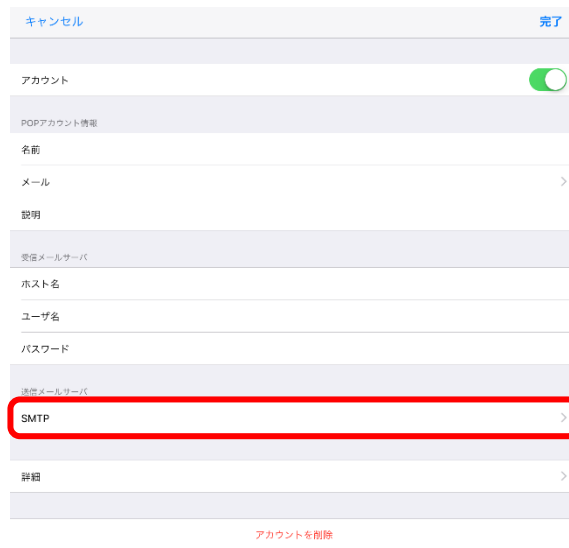 キャンセル 完了
アカウント
POPアカウント情報
名前
メール
説明
受信メールサーバ
ホスト名
ユーザ名
パスワード
送信メールサーバ
SMTP
詳細
アカウントを削除